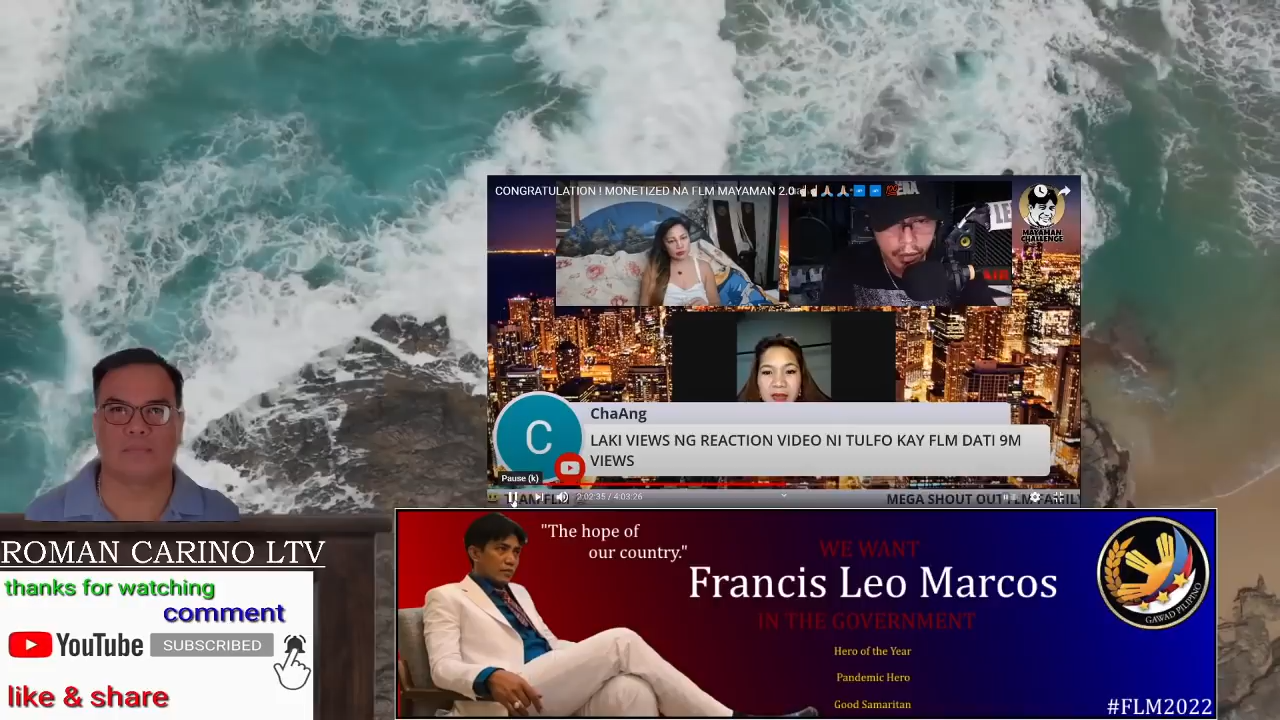 CONGRATULATION ! MONETIZED NA FLM MAYAMAN 2.0
MAYAMAN
CHALLENGE
ChaAng
C
LAKI VIEWS NG REACTION VIDEO NI TULFO KAY FLM DATI 9M
VIEWS
Pause (k)
2:02:35 / 4:03:26
MEGA SHOUT OUT FLM FAMILY
"The hope of
our country."
WE WANT
Francis Leo Marcos
IN THE GOVERNMENT
Hero of the Year
Pandemic Hero
Good Samaritan
GAWAD PILIPINO
#FLM2022
ROMAN CARINO LTV
thanks for watching
comment
YouTube SUBSCRIBED
like & share